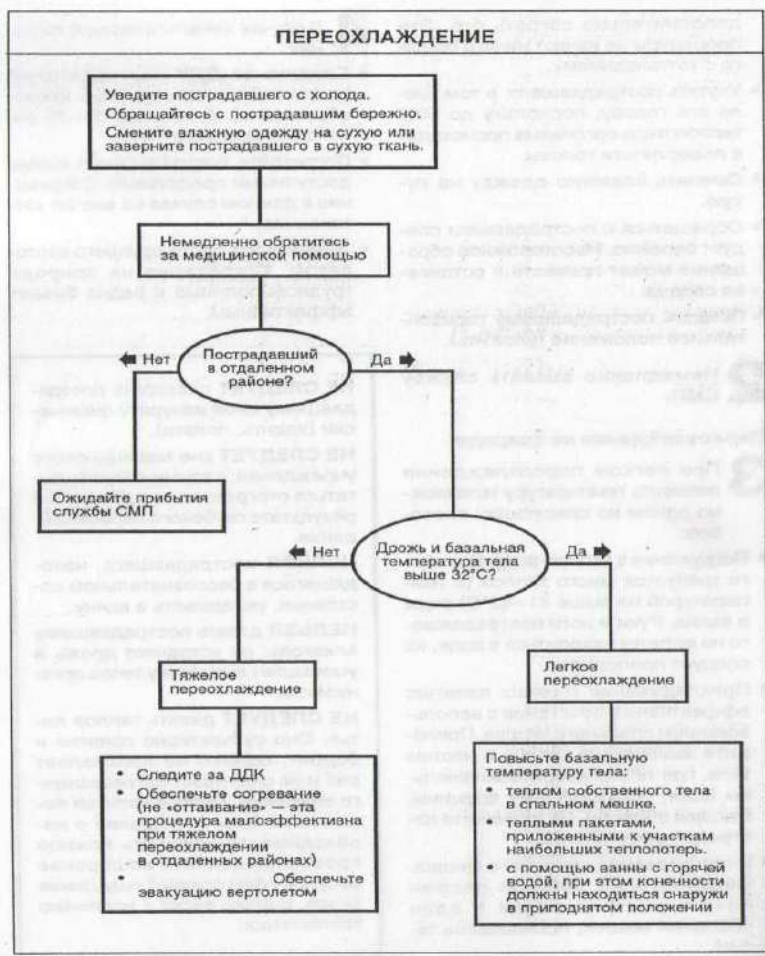 ПЕРЕОХЛАЖДЕНИЕ
Уведите пострадавшего с холода.
Обращайтесь с пострадавшим бережно.
Смените влажную одежду на сухую или
заверните пострадавшего в сухую ткань.
Немедленно обратитесь
за медицинской помощью
Нет
Пострадавший
в отдаленном
районе?
Да
Ожидайте прибытия
службы СМП
Нет
Дрожь и базальная
температура тела
выше 32°С?
Да
Тяжелое
переохлаждение
Легкое
переохлаждение
• Следите за ДДК
• Обеспечьте согревание
(не «оттаивание» — эта
процедура малоэффективна
при тяжелом
переохлаждении
в отдаленных районах)
• Обеспечьте
эвакуацию вертолетом
Повысьте базальную
температуру тела:
• теплом собственного тела
в спальном мешке.
• теплыми пакетами,
приложенными к участкам
наибольших теплопотерь.
• с помощью ванны с горячей
водой, при этом конечности
должны находиться снаружи
в приподнятом положении